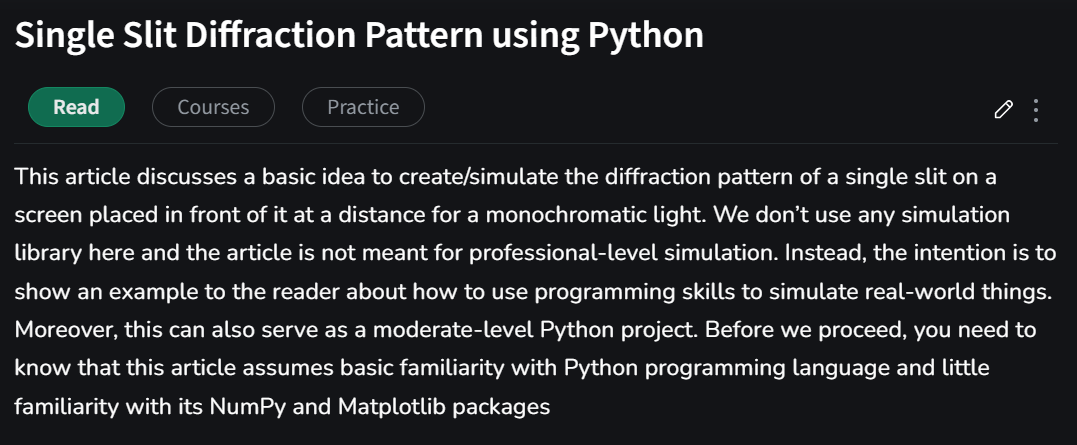 Single Slit Diffraction Pattern using Python
Read
Courses
Practice
This article discusses a basic idea to create/simulate the diffraction pattern of a single slit on a
screen placed in front of it at a distance for a monochromatic light. We don’t use any simulation
library here and the article is not meant for professional-level simulation. Instead, the intention is to
show an example to the reader about how to use programming skills to simulate real-world things.
Moreover, this can also serve as a moderate-level Python project. Before we proceed, you need to
know that this article assumes basic familiarity with Python programming language and little
familiarity with its NumPy and Matplotlib packages